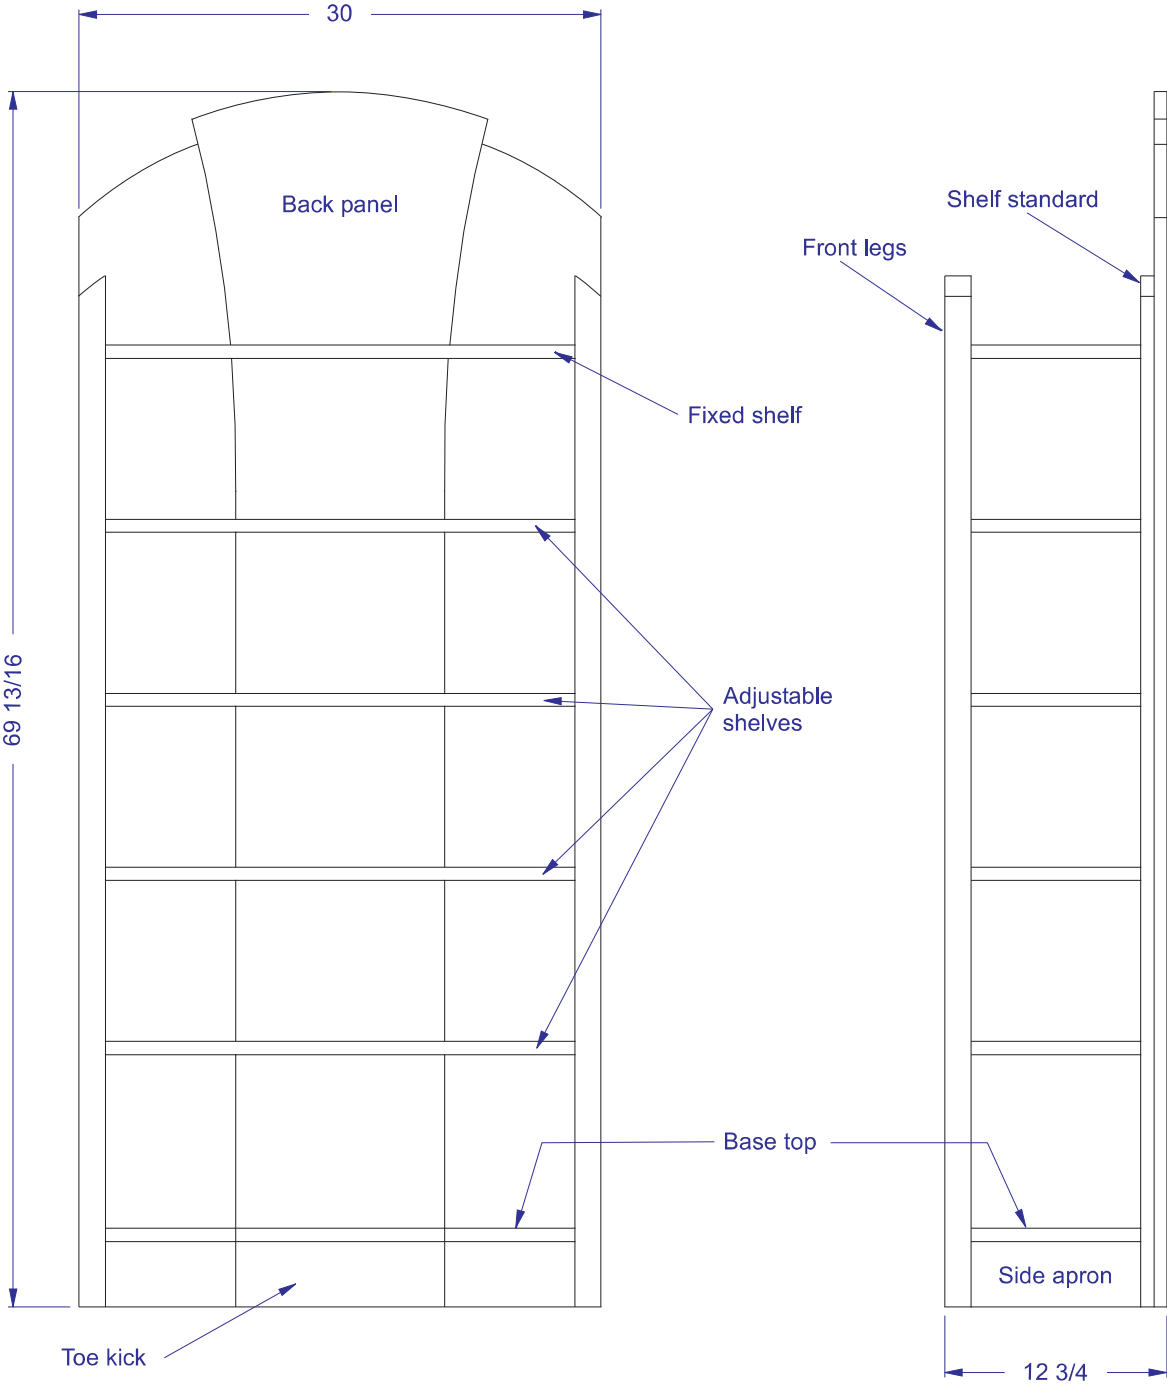 30
Back panel
Shelf standard
Front legs
Fixed shelf
69 13/16
Adjustable
shelves
Base top
Side apron
Toe kick
12 3/4